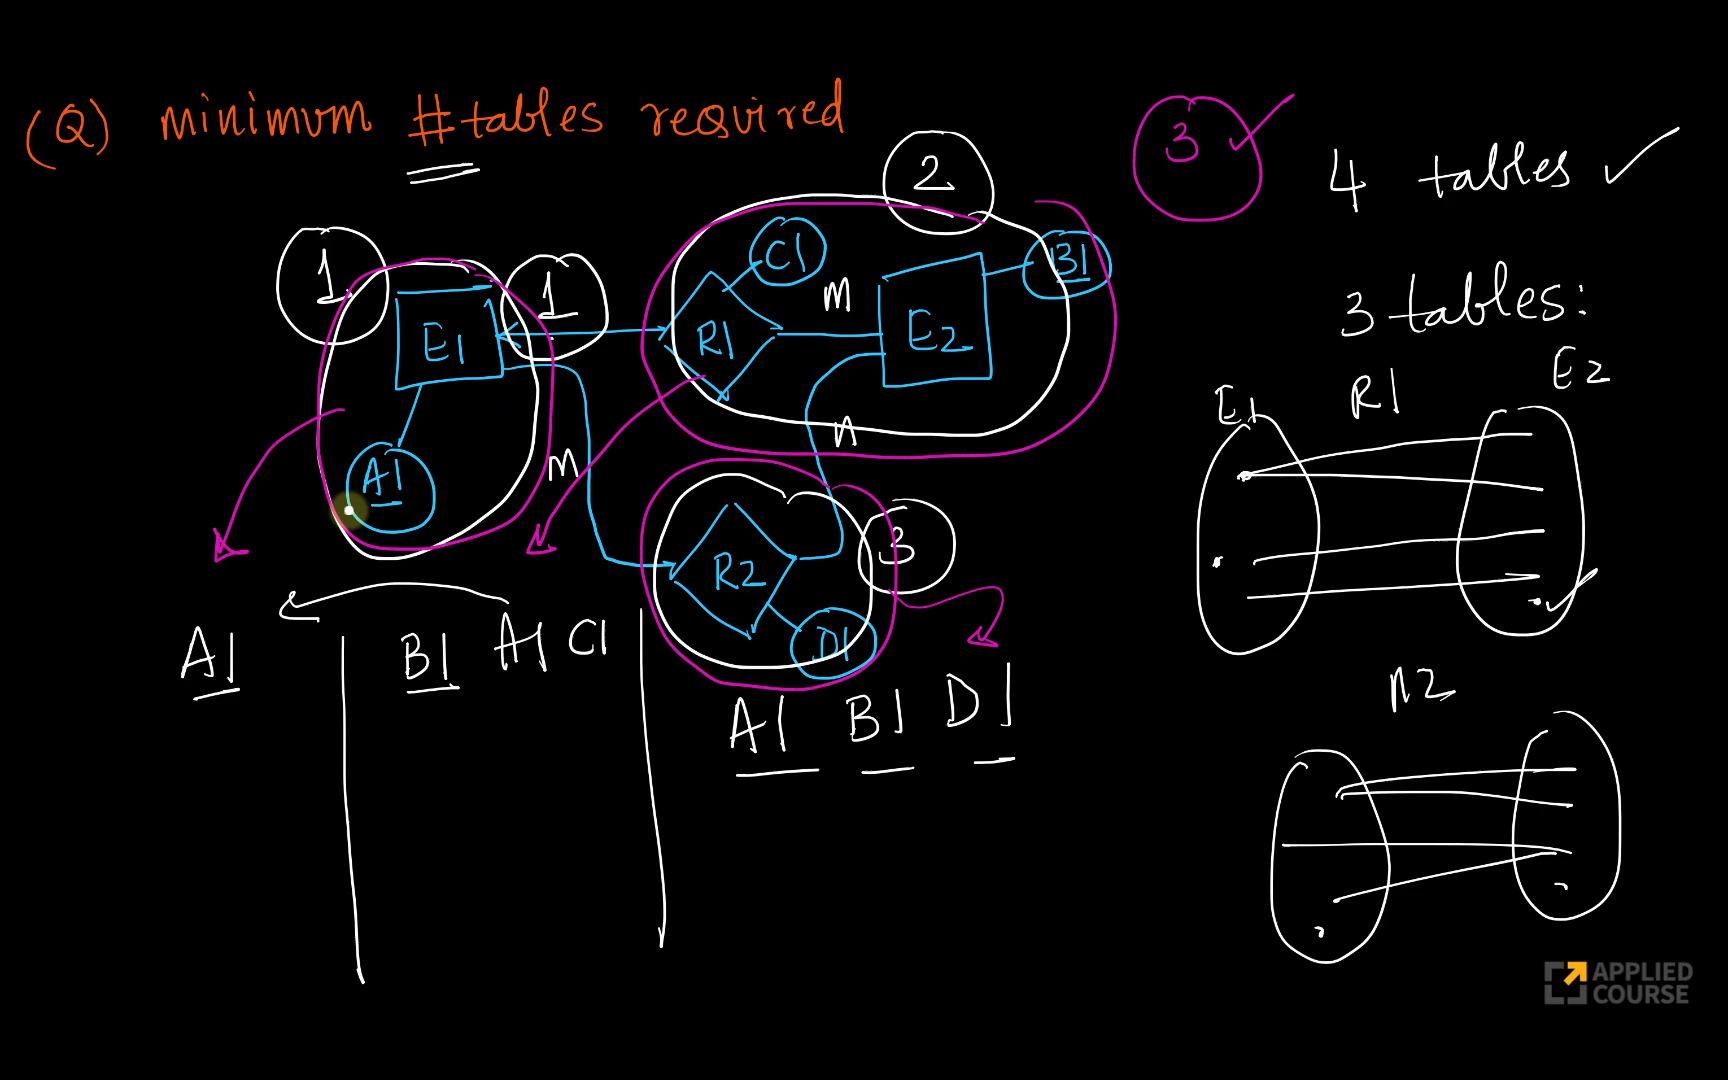 (Q) minimum #tables required
3
4 tables
2
1
1
C1
B1
m
E1
R1
E2
3 tables:
E1
R1
E2
n
m
A1
R2
3
D1
A1
B1
A1 C1
A1 B1 D1
R2
APPLIED
COURSE